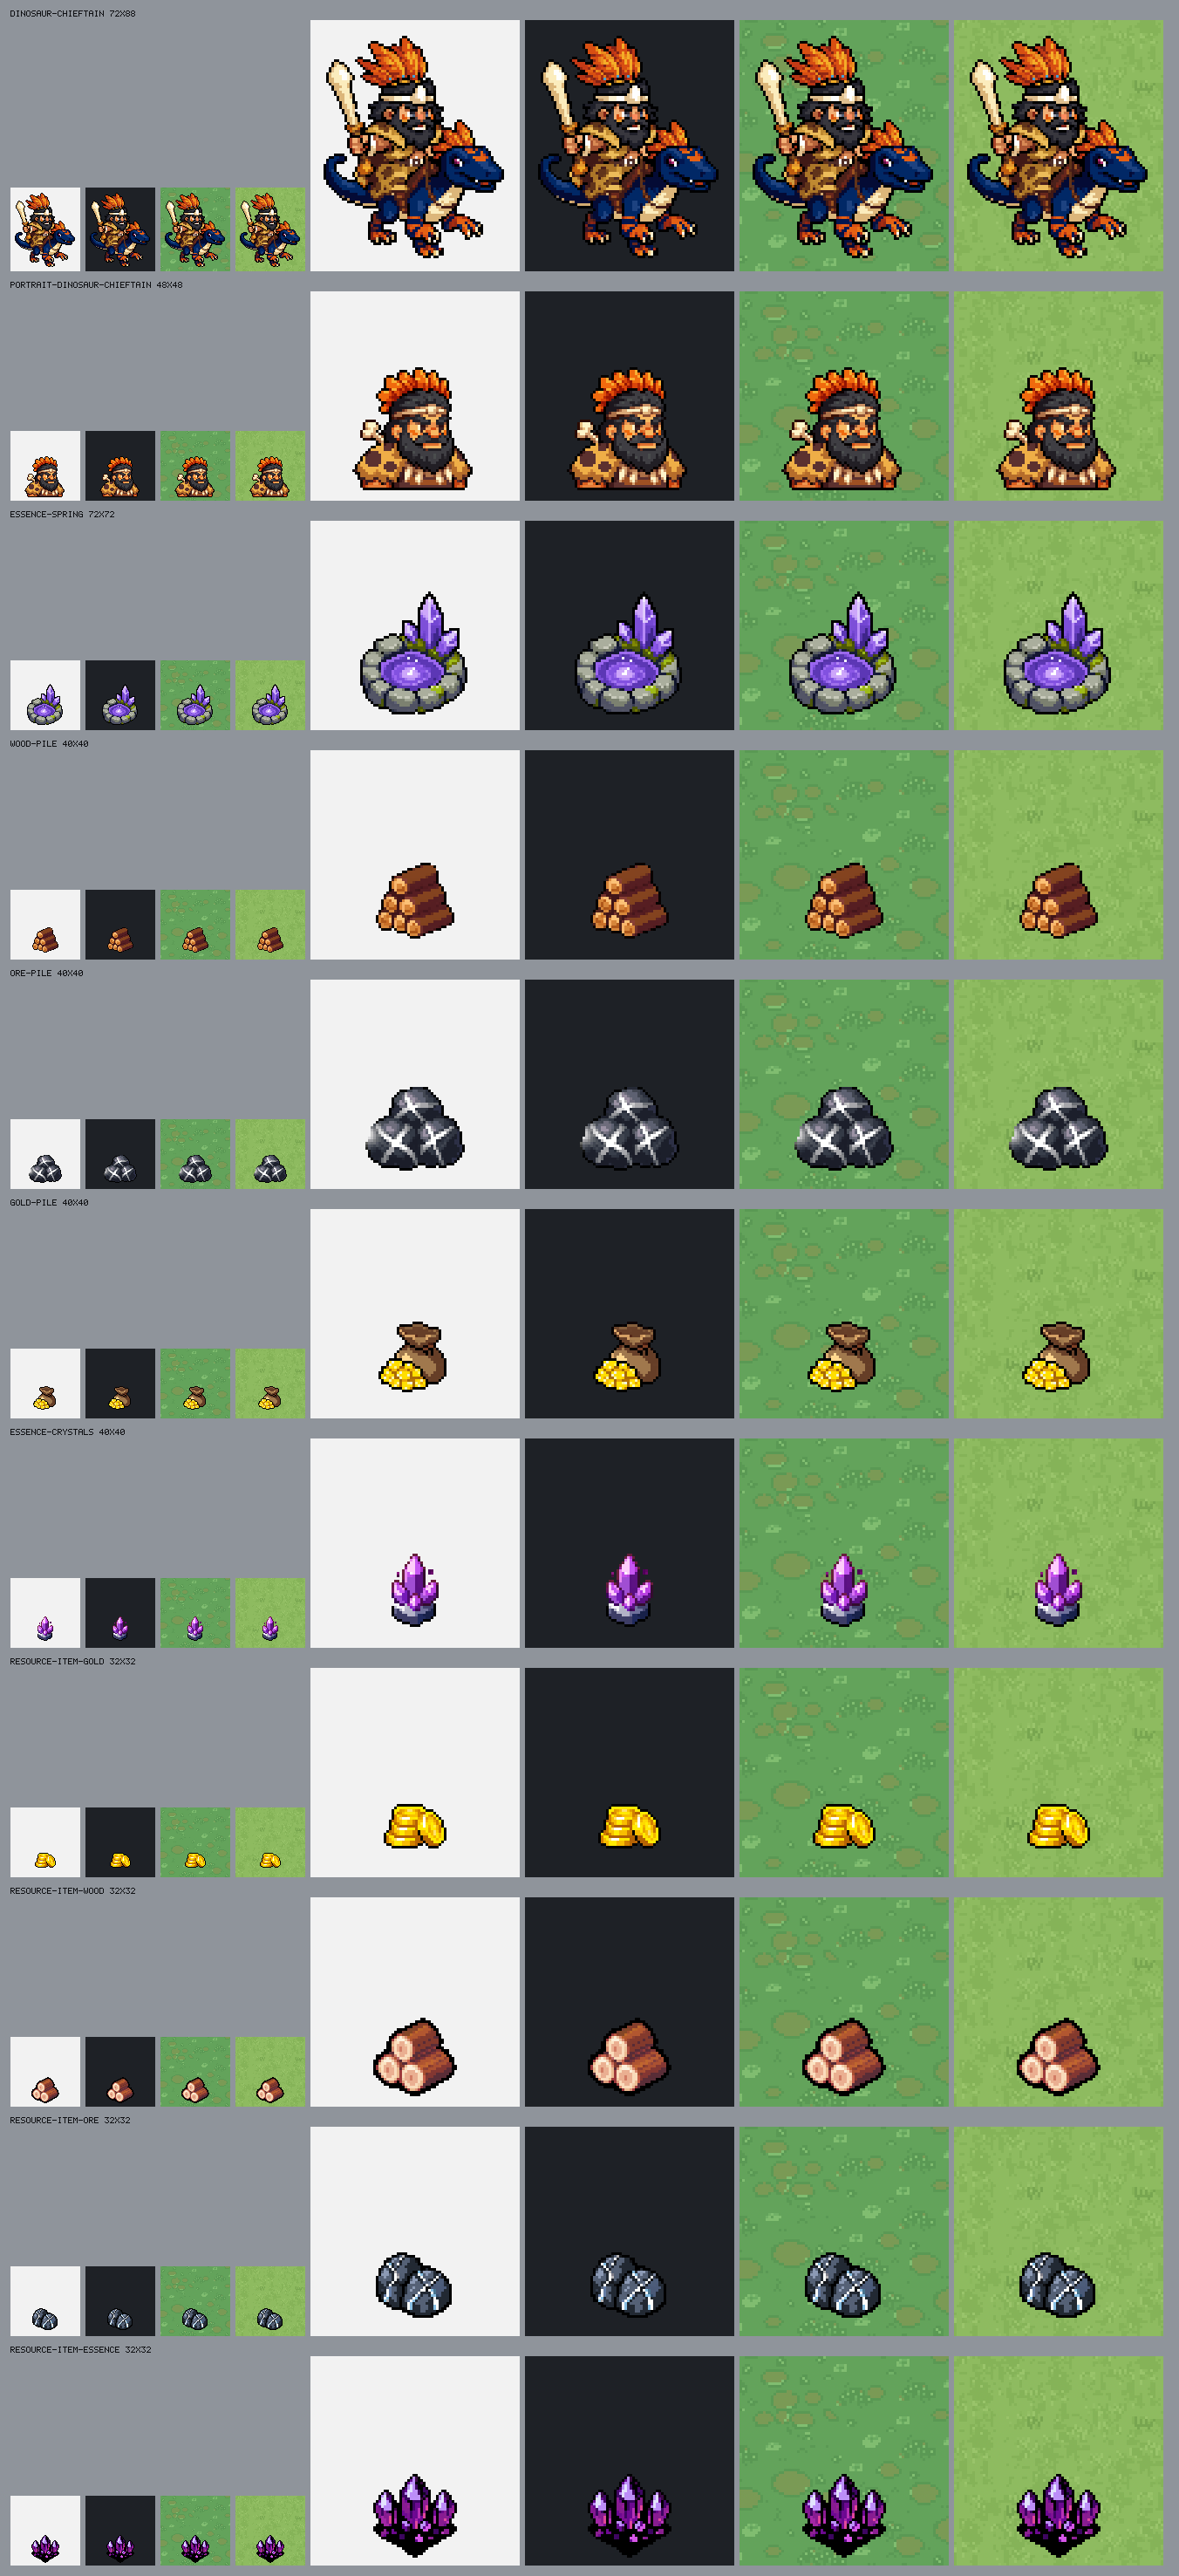 DINOSAUR-CHIEFTAIN 72X88
PORTRAIT-DINOSAUR-CHIEFTAIN 48X48
ESSENCE-SPRING 72X72
WOOD-PILE 40X40
ORE-PILE 40X40
GOLD-PILE 40X40
ESSENCE-CRYSTALS 40X40
RESOURCE-ITEM-GOLD 32X32
RESOURCE-ITEM-WOOD 32X32
RESOURCE-ITEM-ORE 32X32
RESOURCE-ITEM-ESSENCE 32X32